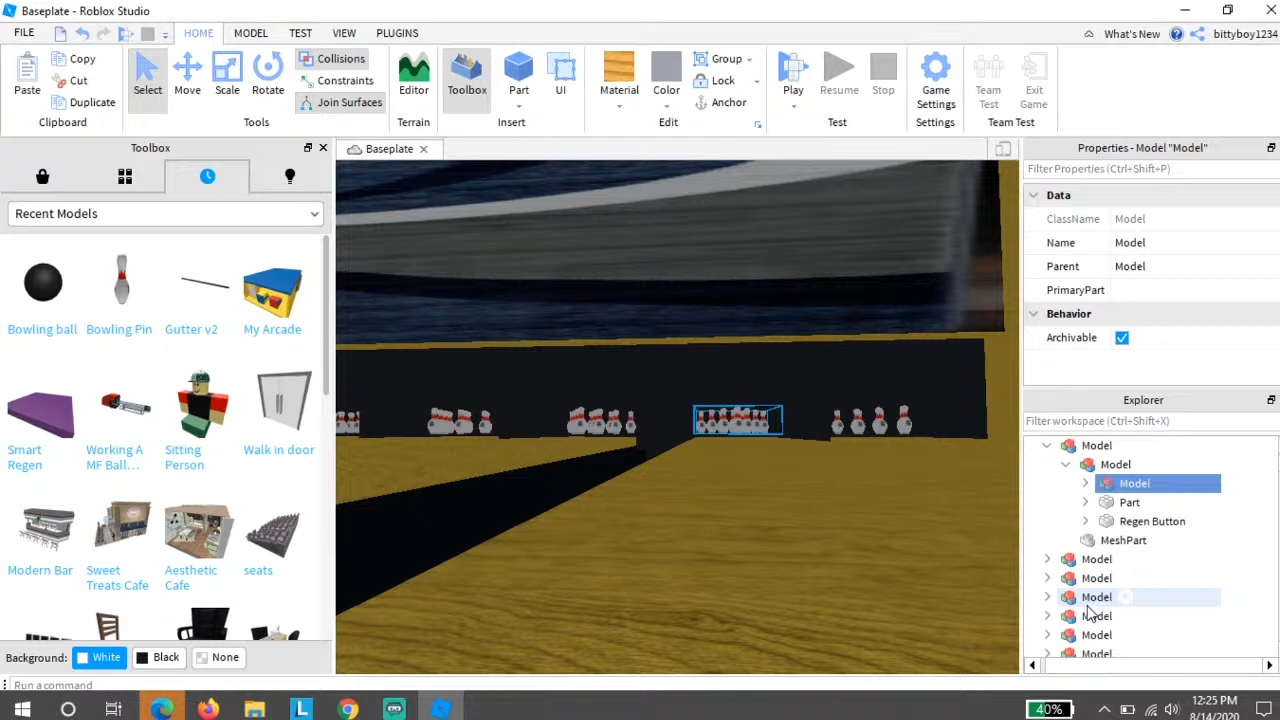 Baseplate - Roblox Studio
FILE HOME MODEL TEST VIEW PLUGINS What's New bittyboy1234
Paste Copy Cut Duplicate Clipboard
Select Move Scale Rotate Collisions Constraints Join Surfaces Tools
Editor Terrain
Toolbox Part UI Insert
Material Color Group Lock Anchor Edit
Play Resume Stop Test
Game Settings Settings
Team Test Exit Game Team Test
Toolbox
Recent Models
Bowling ball Bowling Pin Gutter v2 My Arcade
Smart Regen Working A MF Ball... Sitting Person Walk in door
Modern Bar Sweet Treats Cafe Aesthetic Cafe seats
Background: White Black None
Run a command
Baseplate
Properties - Model "Model"
Filter Properties (Ctrl+Shift+P)
Data
ClassName Model
Name Model
Parent Model
PrimaryPart
Behavior
Archivable
Explorer
Filter workspace (Ctrl+Shift+X)
Model
Model
Model
Part
Regen Button
MeshPart
Model
Model
Model
Model
Model
Model
40%
12:25 PM
8/14/2020